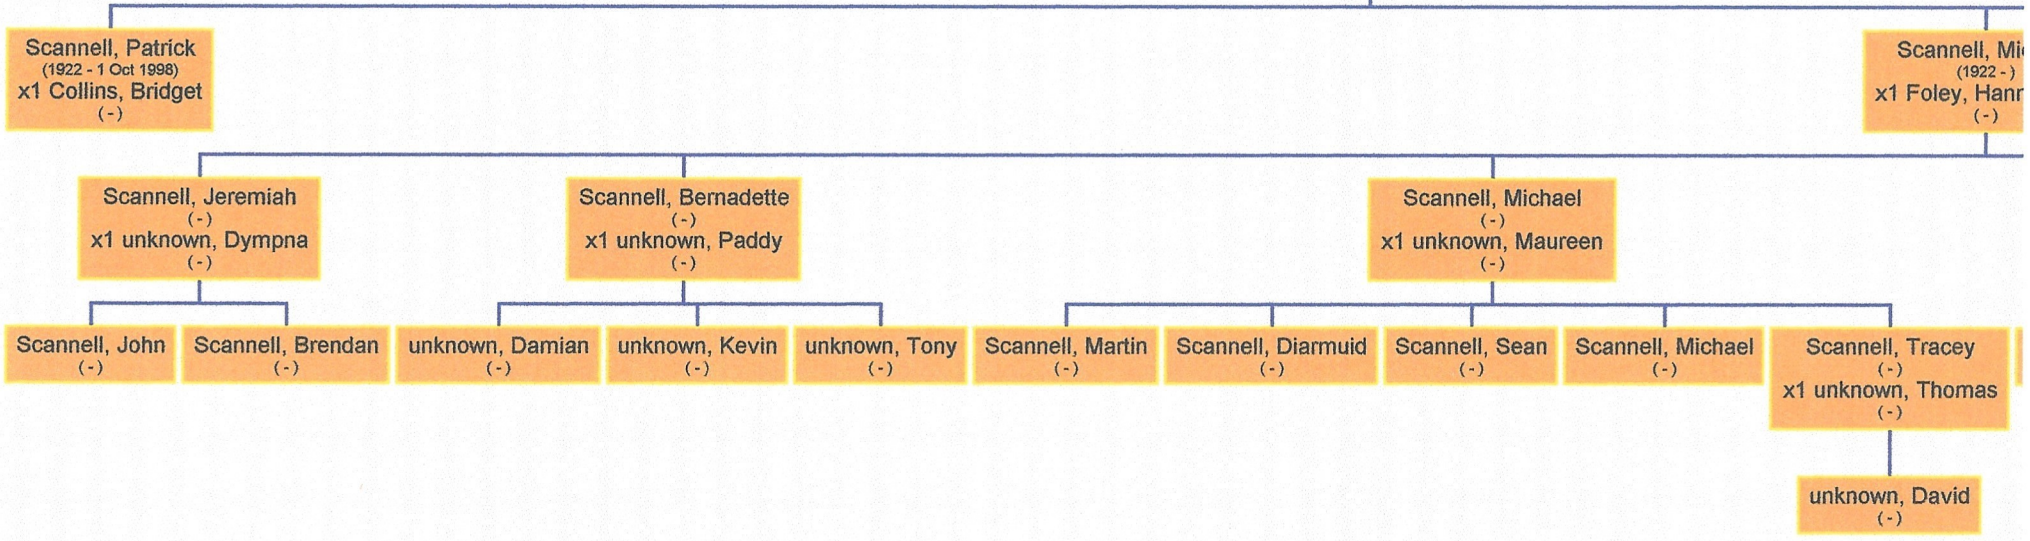 Scannell, Patrick
(1922 - 1 Oct 1998)
x1 Collins, Bridget
(-)
Scannell,
(1922 - )
x1 Foley,
(-)
Scannell, Jeremiah
(-)
x1 unknown, Dympna
(-)
Scannell, Bernadette
(-)
x1 unknown, Paddy
(-)
Scannell, Michael
(-)
x1 unknown, Maureen
(-)
Scannell, John
(-)
Scannell, Brendan
(-)
unknown, Damian
(-)
unknown, Kevin
(-)
unknown, Tony
(-)
Scannell, Martin
(-)
Scannell, Diarmuid
(-)
Scannell, Sean
(-)
Scannell, Michael
(-)
Scannell, Tracey
(-)
x1 unknown, Thomas
(-)
unknown, David
(-)